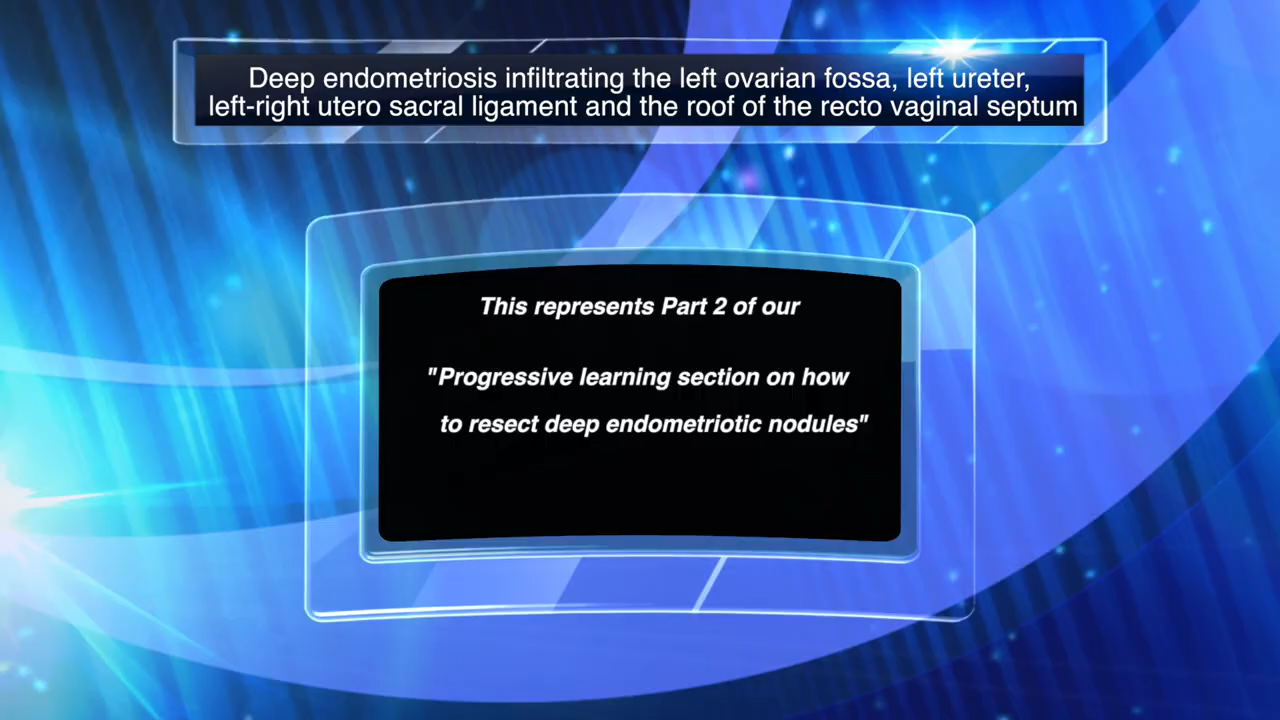 Deep endometriosis infiltrating the left ovarian fossa, left ureter,
left-right utero sacral ligament and the roof of the recto vaginal septum
This represents Part 2 of our
"Progressive learning section on how
to resect deep endometriotic nodules"